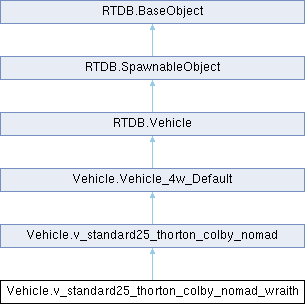 RTDB.BaseObject
RTDB.SpawnableObject
RTDB.Vehicle
Vehicle.Vehicle_4w_Default
Vehicle.v_standard25_thorton_colby_nomad
Vehicle.v_standard25_thorton_colby_nomad_wraith